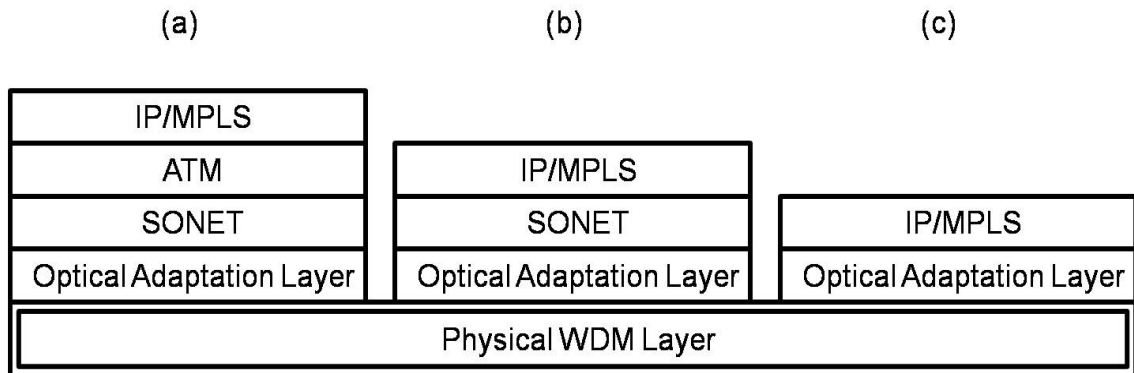 (a)
(b)
(c)
IP/MPLS
ATM
SONET
Optical Adaptation Layer
IP/MPLS
SONET
Optical Adaptation Layer
IP/MPLS
Optical Adaptation Layer
Physical WDM Layer